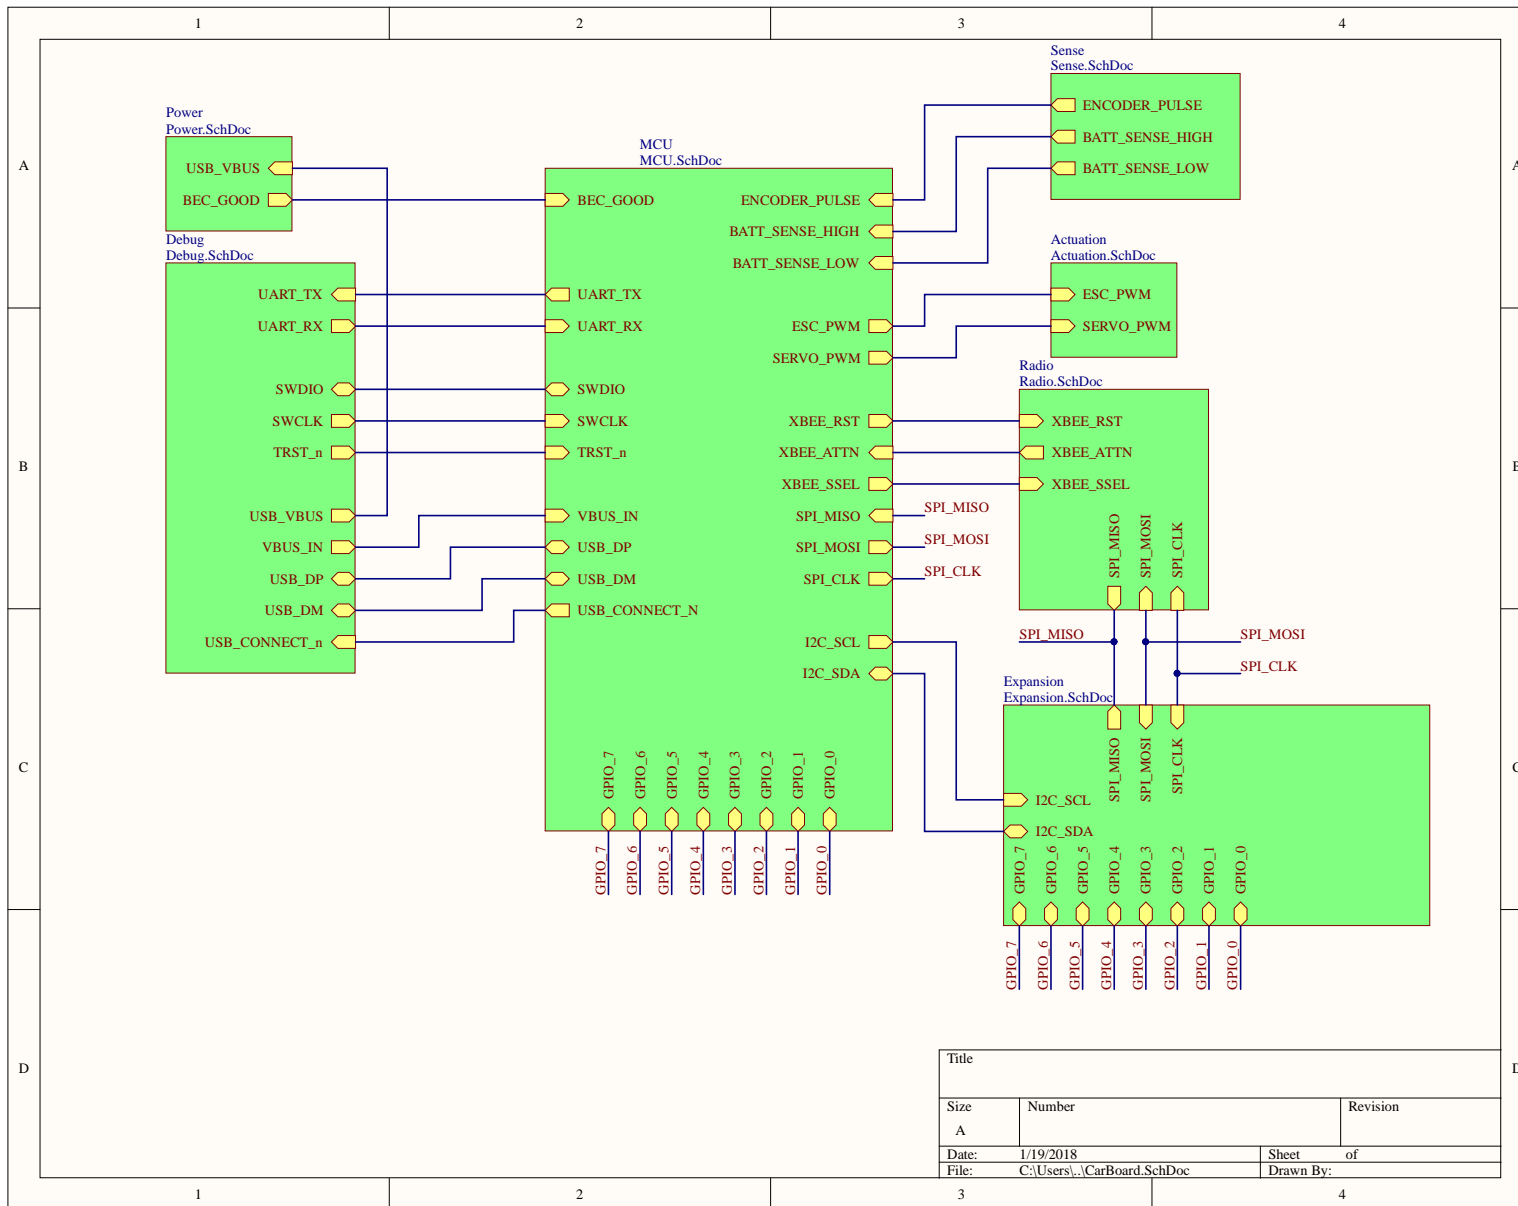 1 2 3 4
A
B
C
D
Power
Power.SchDoc
USB_VBUS
BEC_GOOD
Debug
Debug.SchDoc
UART_TX
UART_RX
SWDIO
SWCLK
TRST_n
USB_VBUS
VBUS_IN
USB_DP
USB_DM
USB_CONNECT_n
MCU
MCU.SchDoc
BEC_GOOD
UART_TX
UART_RX
SWDIO
SWCLK
TRST_n
VBUS_IN
USB_DP
USB_DM
USB_CONNECT_N
ENCODER_PULSE
BATT_SENSE_HIGH
BATT_SENSE_LOW
ESC_PWM
SERVO_PWM
XBEE_RST
XBEE_ATTN
XBEE_SSEL
SPI_MISO
SPI_MOSI
SPI_CLK
I2C_SCL
I2C_SDA
GPIO_7
GPIO_6
GPIO_5
GPIO_4
GPIO_3
GPIO_2
GPIO_1
GPIO_0
GPIO_7
GPIO_6
GPIO_5
GPIO_4
GPIO_3
GPIO_2
GPIO_1
GPIO_0
SPI_MISO
SPI_MOSI
SPI_CLK
Sense
Sense.SchDoc
ENCODER_PULSE
BATT_SENSE_HIGH
BATT_SENSE_LOW
Actuation
Actuation.SchDoc
ESC_PWM
SERVO_PWM
Radio
Radio.SchDoc
XBEE_RST
XBEE_ATTN
XBEE_SSEL
SPI_MISO
SPI_MOSI
SPI_CLK
SPI_MISO
SPI_MOSI
SPI_CLK
Expansion
Expansion.SchDoc
SPI_MISO
SPI_MOSI
SPI_CLK
I2C_SCL
I2C_SDA
GPIO_7
GPIO_6
GPIO_5
GPIO_4
GPIO_3
GPIO_2
GPIO_1
GPIO_0
GPIO_7
GPIO_6
GPIO_5
GPIO_4
GPIO_3
GPIO_2
GPIO_1
GPIO_0
A
Title
Size Number Revision
A
Date: 1/19/2018 Sheet of
File: C:\Users\..\CarBoard.SchDoc Drawn By:
1 2 3 4